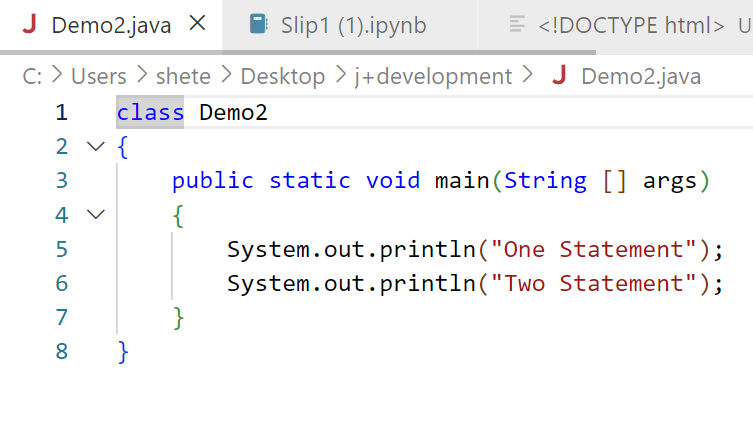 Demo2.java Slip1 (1).ipynb <!DOCTYPE html> U
C: > Users > shete > Desktop > j+development > Demo2.java
1 class Demo2
2 {
3 public static void main(String [] args)
4 {
5 System.out.println("One Statement");
6 System.out.println("Two Statement");
7 }
8 }